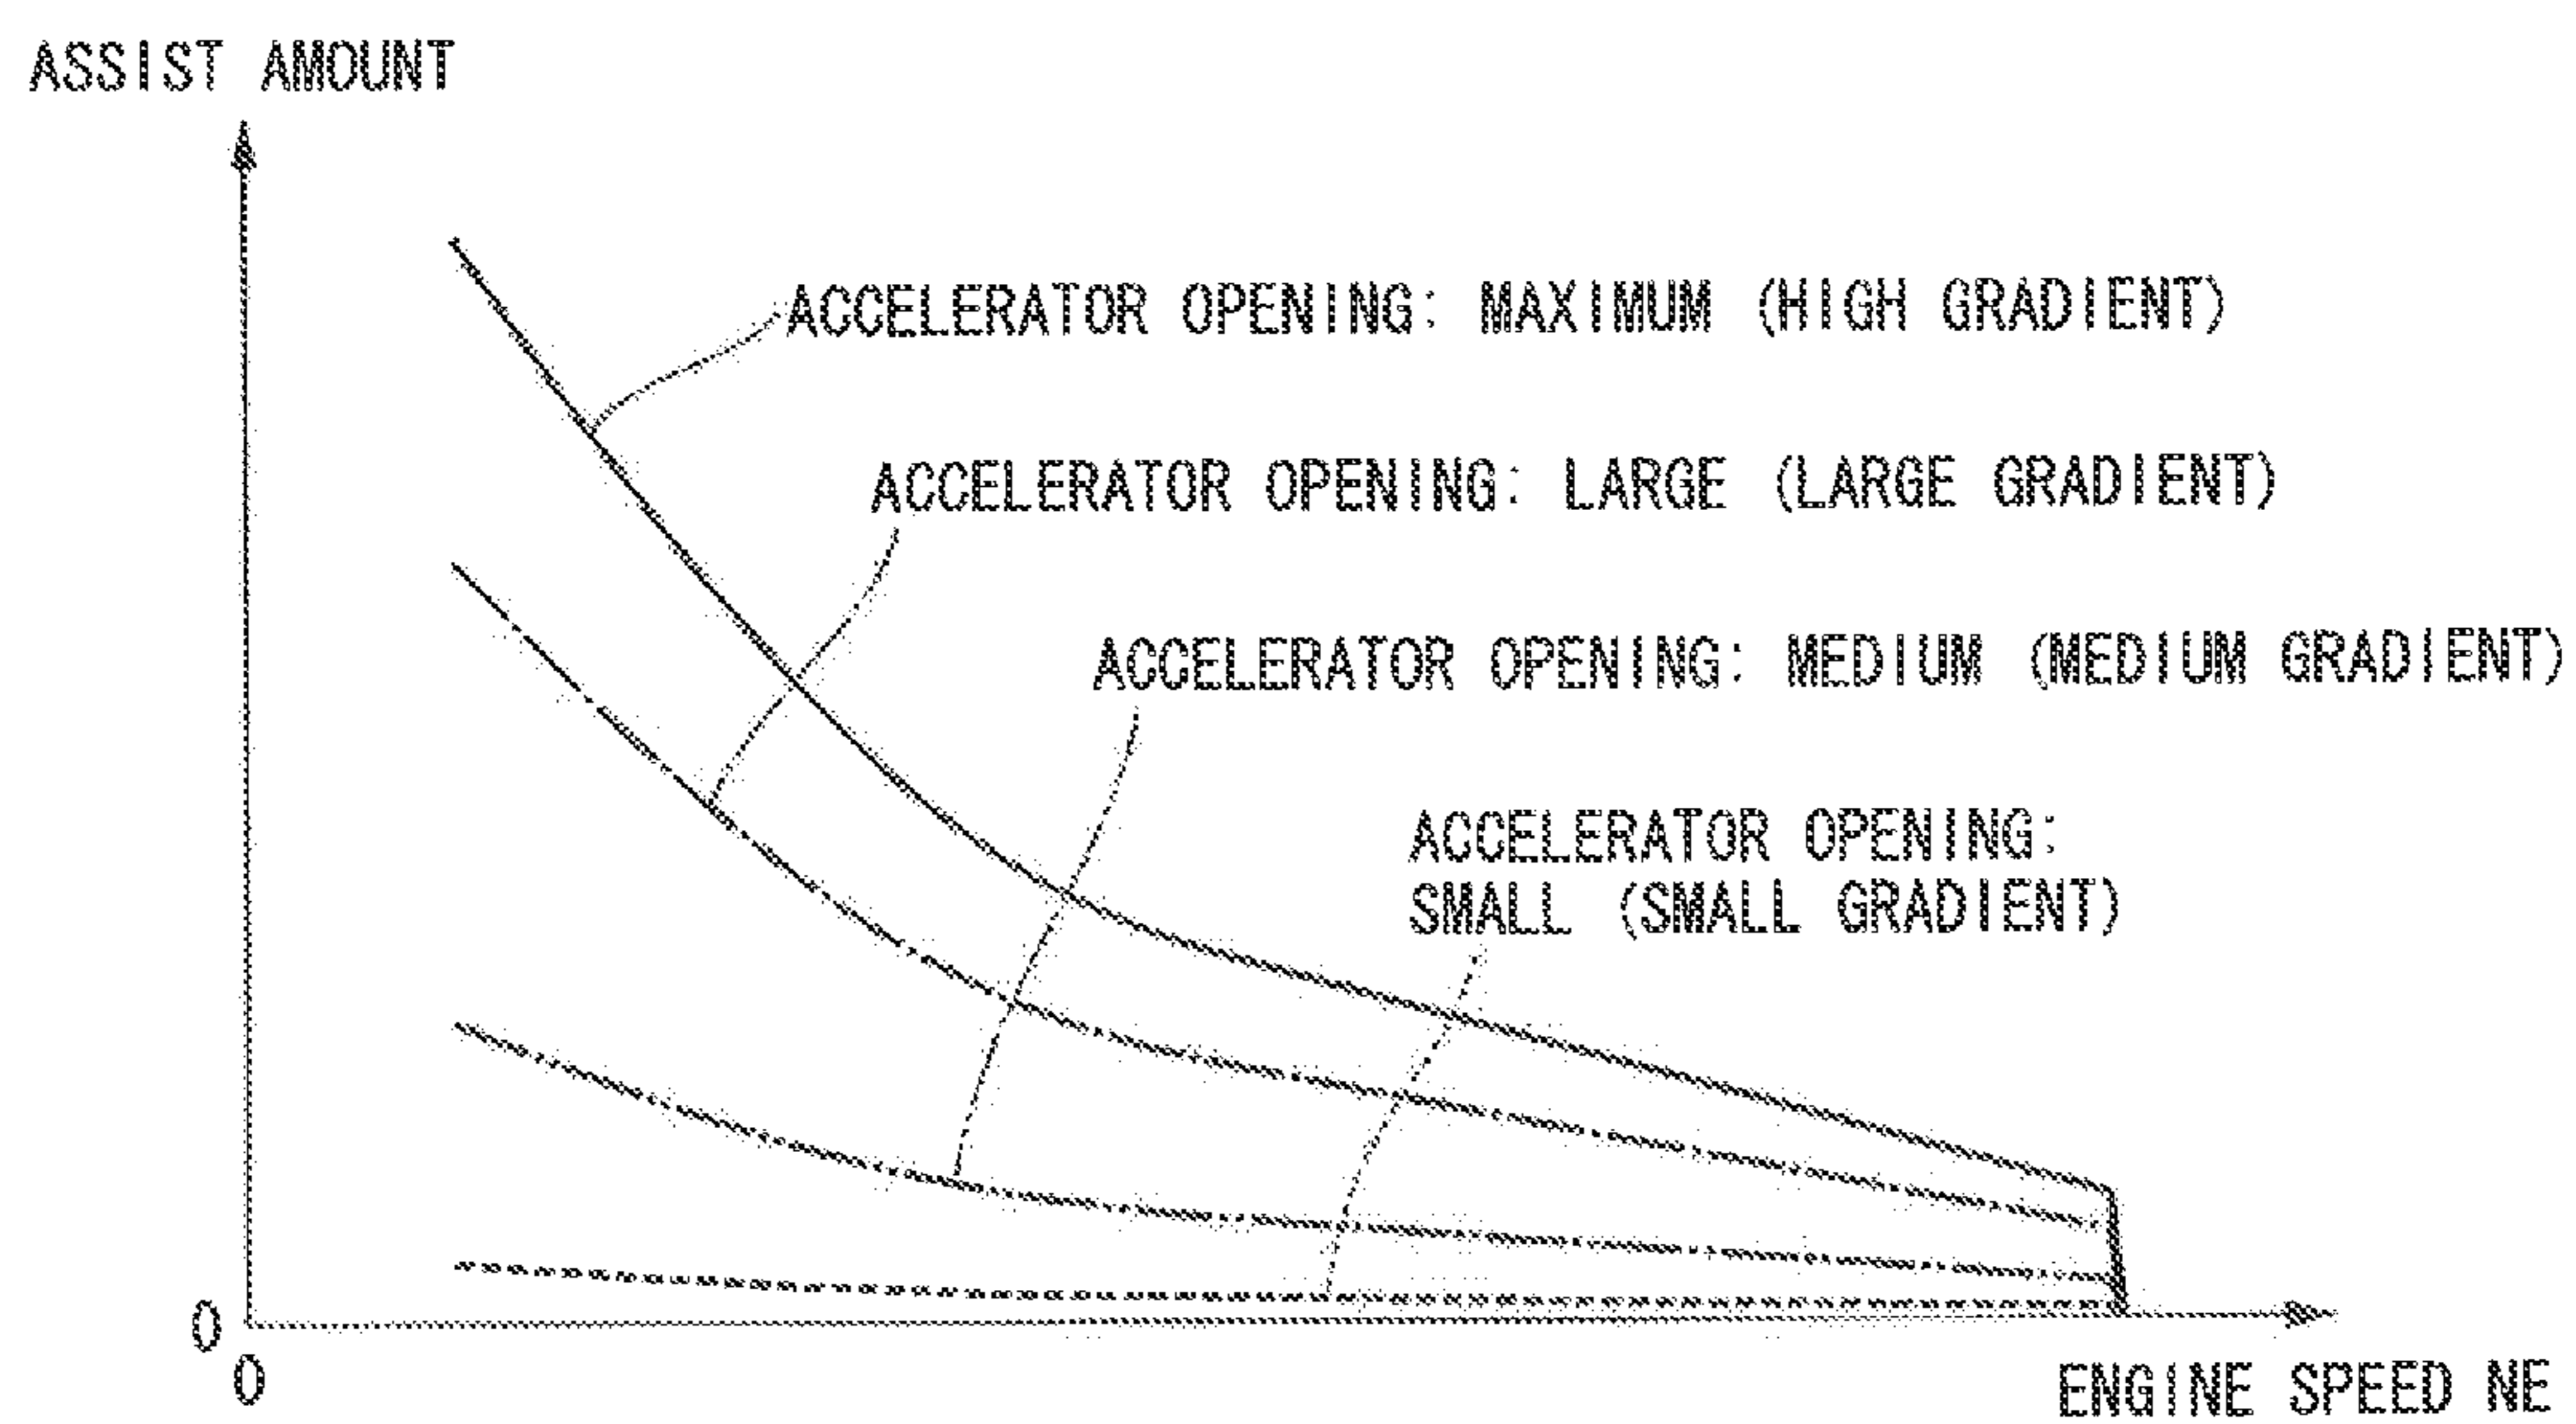 ASSIST AMOUNT
ACCELERATOR OPENING: MAXIMUM (HIGH GRADIENT)
ACCELERATOR OPENING: LARGE (LARGE GRADIENT)
ACCELERATOR OPENING: MEDIUM (MEDIUM GRADIENT)
ACCELERATOR OPENING:
SMALL (SMALL GRADIENT)
0
0
ENGINE SPEED NE